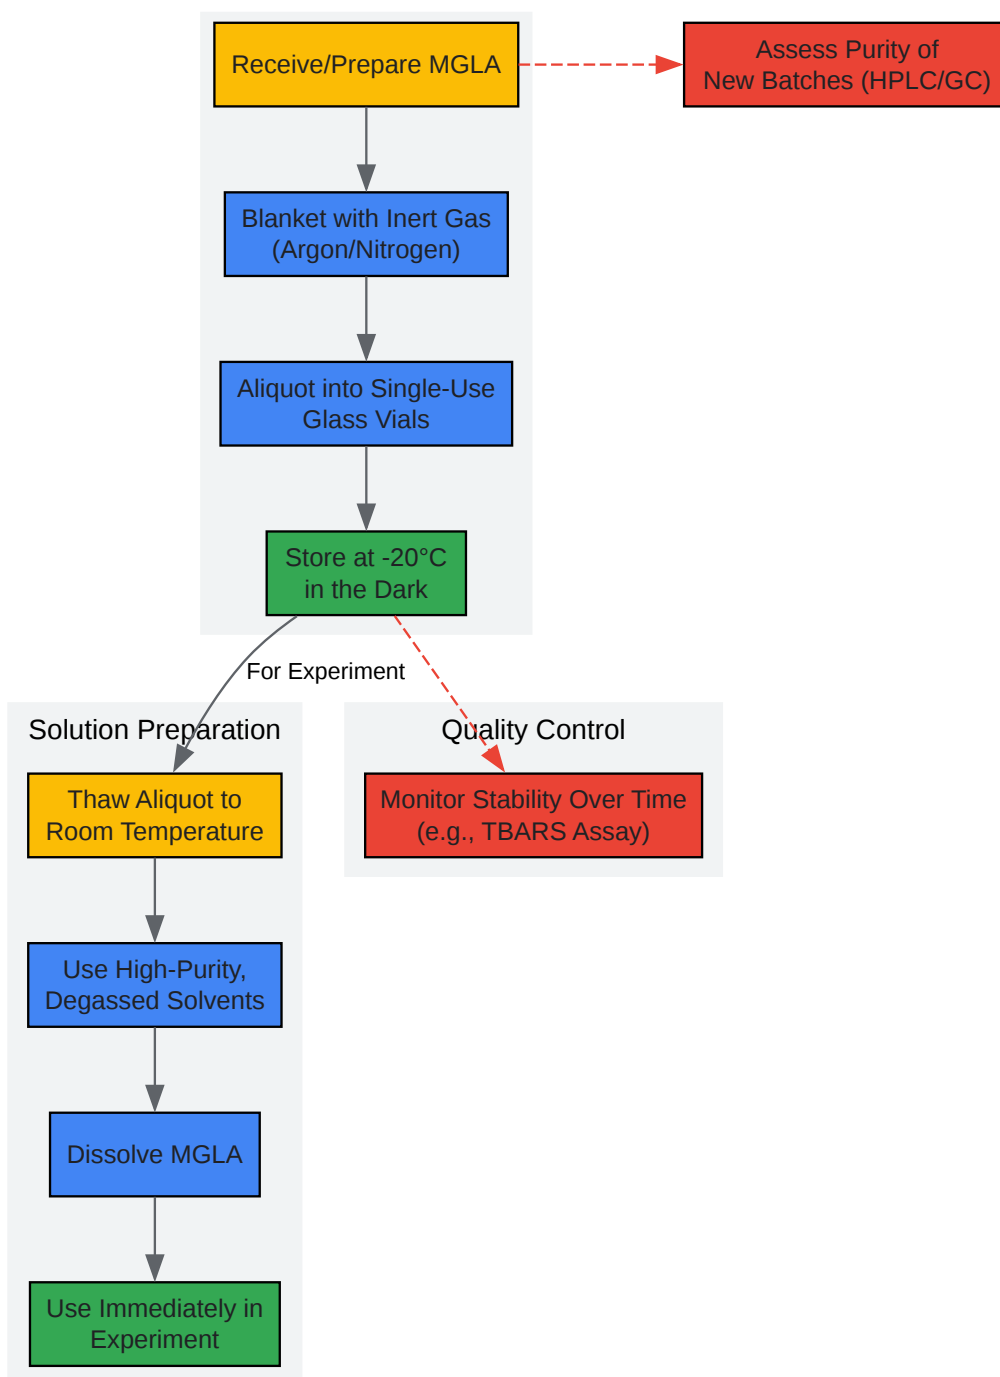 Receive/Prepare MGLA
Assess Purity of
New Batches (HPLC/GC)
Blanket with Inert Gas
(Argon/Nitrogen)
Aliquot into Single-Use
Glass Vials
Store at -20°C
in the Dark
For Experiment
Solution Preparation
Quality Control
Thaw Aliquot to
Room Temperature
Monitor Stability Over Time
(e.g., TBARS Assay)
Use High-Purity,
Degassed Solvents
Dissolve MGLA
Use Immediately in
Experiment